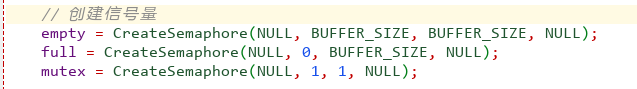 // 创建信号量
empty = CreateSemaphore(NULL, BUFFER_SIZE, BUFFER_SIZE, NULL);
full = CreateSemaphore(NULL, 0, BUFFER_SIZE, NULL);
mutex = CreateSemaphore(NULL, 1, 1, NULL);